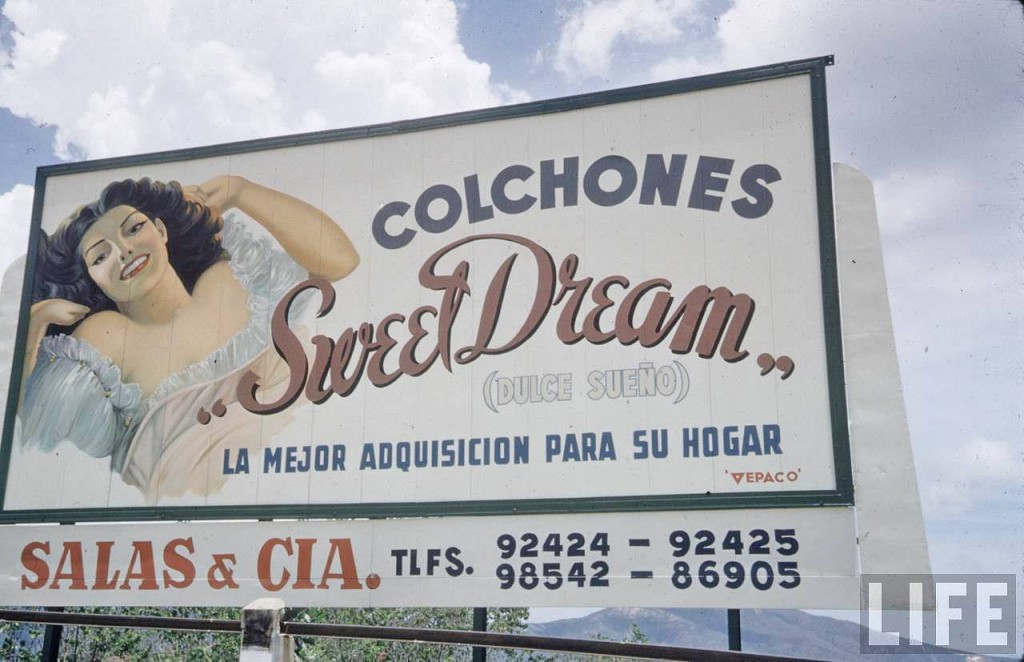 COLCHONES
„Sweet Dream„
(DULCE SUEÑO)
LA MEJOR ADQUISICION PARA SU HOGAR
'VEPACO'
SALAS & CIA. TLFS. 92424 - 92425
98542 - 86905
LIFE